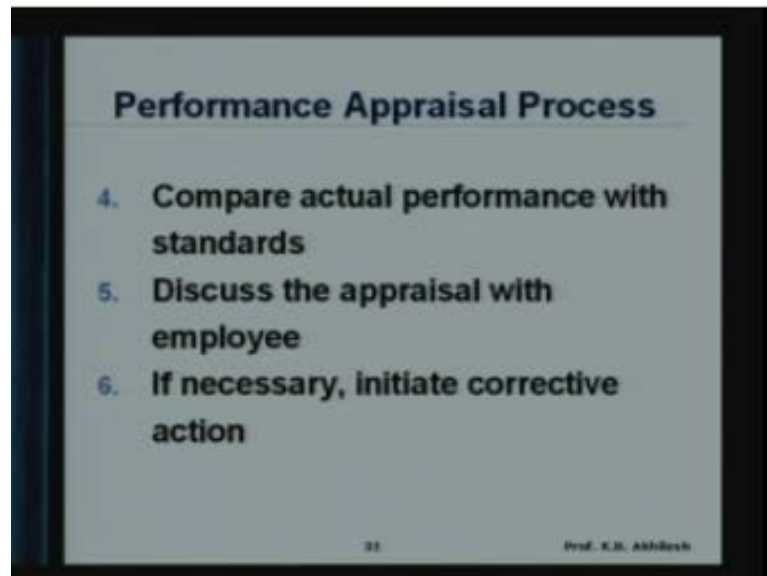 Performance Appraisal Process
4. Compare actual performance with
standards
5. Discuss the appraisal with
employee
6. If necessary, initiate corrective
action
Prof. K.B. Akhilesh